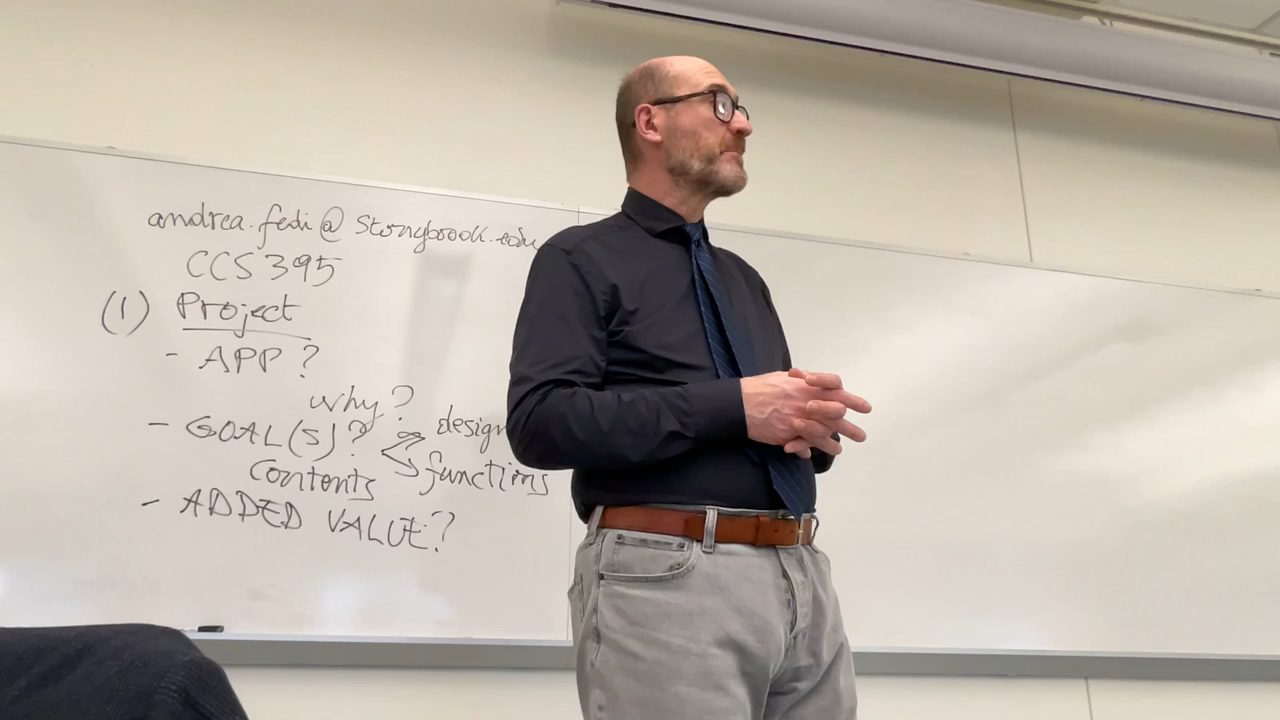 andrea.fedi@stonybrook.edu
CCS 395
(1) Project
- APP?
why?
- GOAL(S)? design
contents functions
- ADDED VALUE?